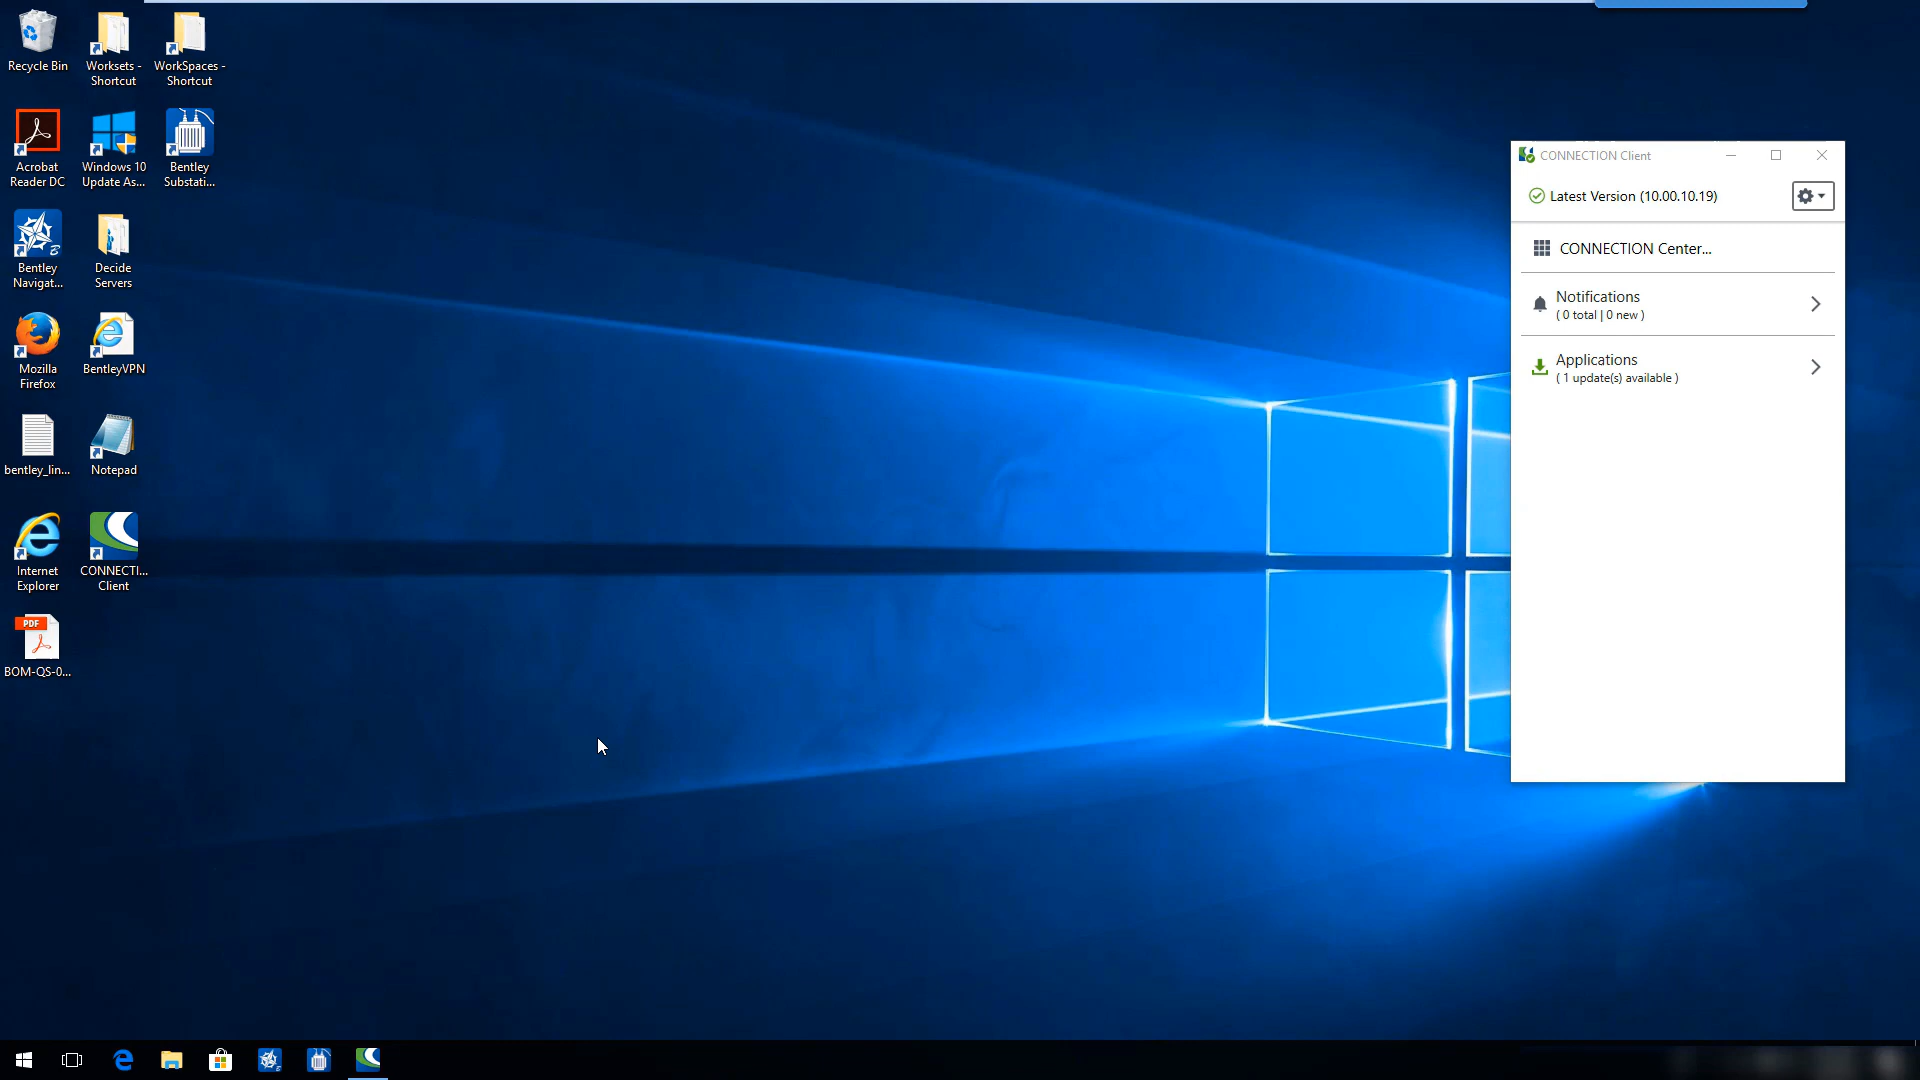 Recycle Bin
Worksets -
Shortcut
WorkSpaces -
Shortcut
Acrobat
Reader DC
Windows 10
Update As...
Bentley
Substati...
Bentley
Navigat...
Decide
Servers
Mozilla
Firefox
BentleyVPN
bentley_lin...
Notepad
Internet
Explorer
CONNECTI...
Client
PDF
BOM-QS-0...
CONNECTION Client
Latest Version (10.00.10.19)
CONNECTION Center...
Notifications
( 0 total | 0 new )
Applications
( 1 update(s) available )